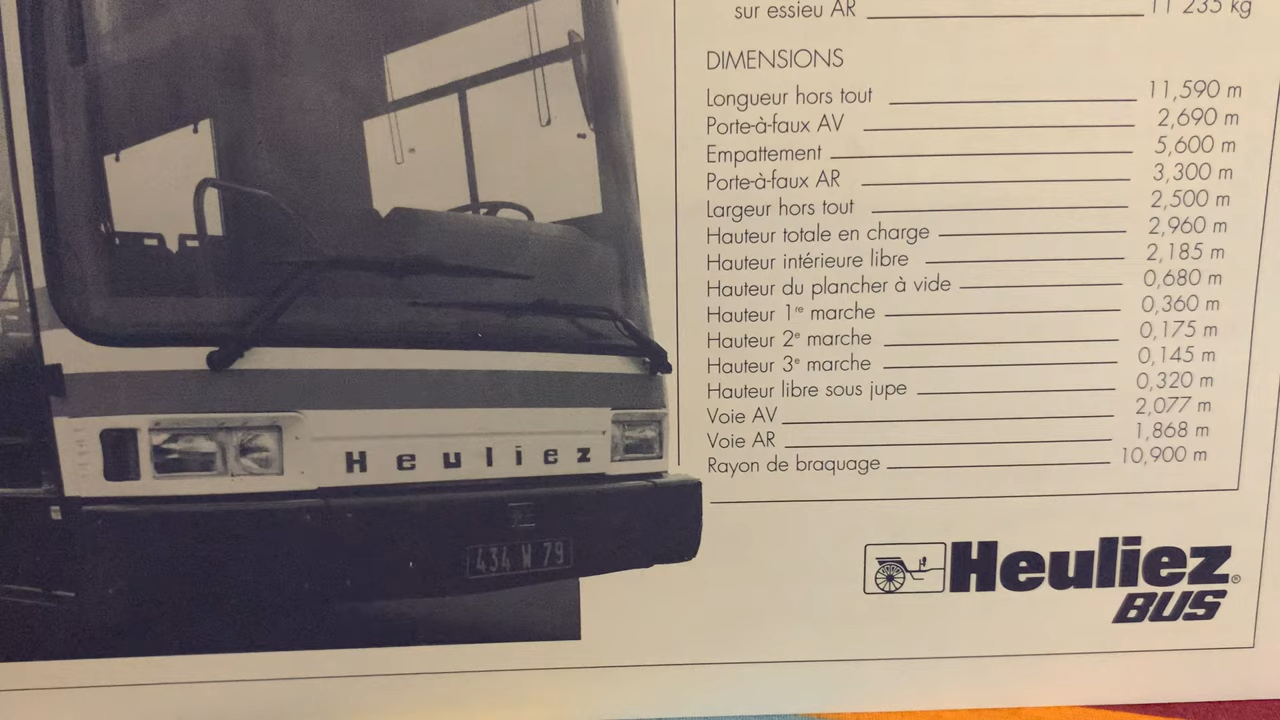 sur essieu AR 11 235 kg
DIMENSIONS
Longueur hors tout 11,590 m
Porte-à-faux AV 2,690 m
Empattement 5,600 m
Porte-à-faux AR 3,300 m
Largeur hors tout 2,500 m
Hauteur totale en charge 2,960 m
Hauteur intérieure libre 2,185 m
Hauteur du plancher à vide 0,680 m
Hauteur 1re marche 0,360 m
Hauteur 2e marche 0,175 m
Hauteur 3e marche 0,145 m
Hauteur libre sous jupe 0,320 m
Voie AV 2,077 m
Voie AR 1,868 m
Rayon de braquage 10,900 m
Heuliez
434 W 79
Heuliez®
BUS